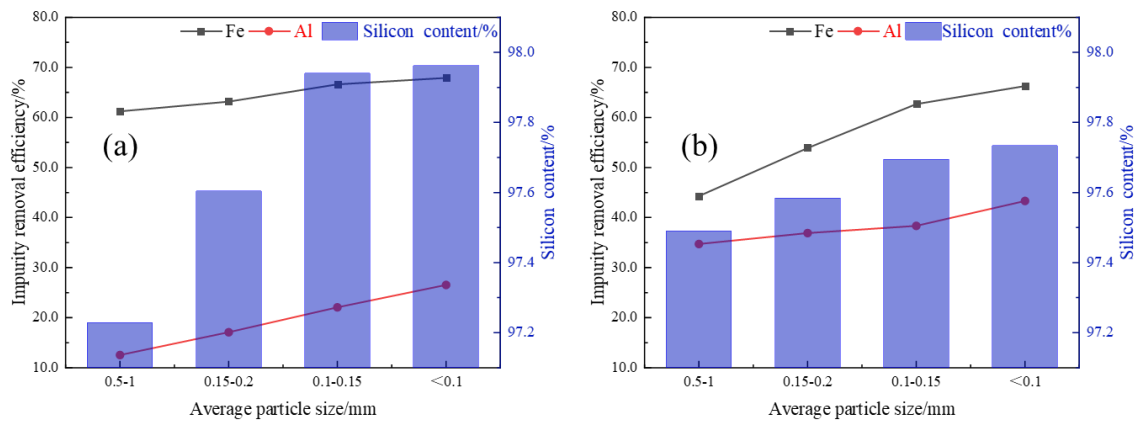 Fe Al Silicon content/%
80.0
70.0
60.0
50.0
40.0
30.0
20.0
10.0
Impurity removal efficiency/%
(a)
98.0
97.8
97.6
97.4
97.2
Silicon content/%
0.5-1 0.15-0.2 0.1-0.15 <0.1
Average particle size/mm
Fe Al Silicon content%
80.0
70.0
60.0
50.0
40.0
30.0
20.0
10.0
Impurity removal efficiency/%
(b)
98.0
97.8
97.6
97.4
97.2
Silicon content/%
0.5-1 0.15-0.2 0.1-0.15 <0.1
Average particle size/mm